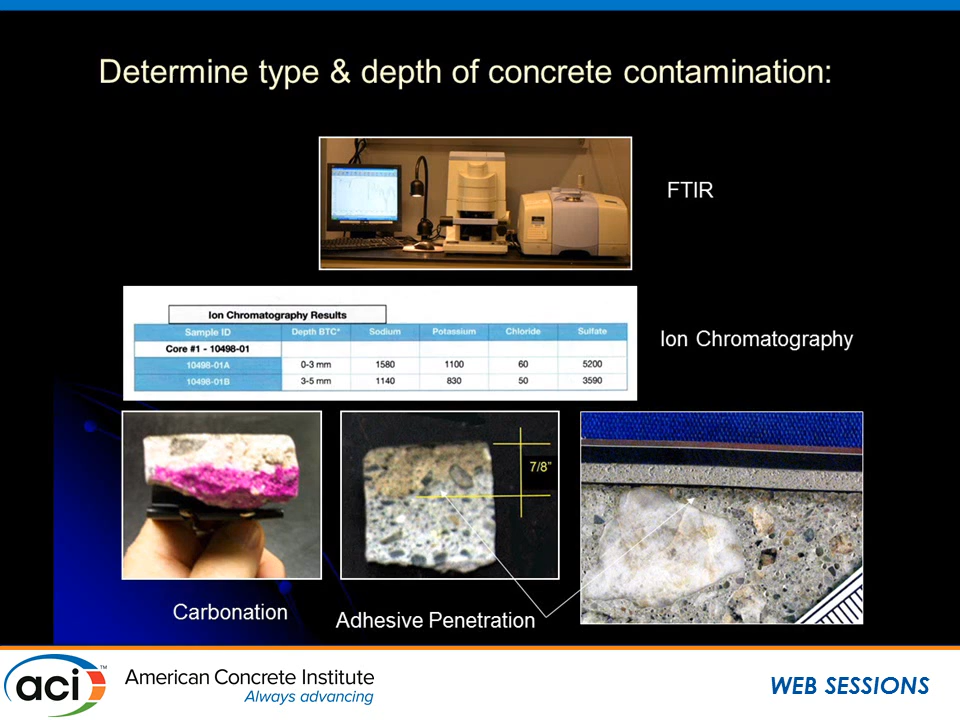 Determine type & depth of concrete contamination:
FTIR
Ion Chromatography Results
Sample ID Depth BTC* Sodium Potassium Chloride Sulfate
Core #1 - 10498-01
10498-01A 0-3 mm 1580 1100 60 5200
10498-01B 3-5 mm 1140 830 50 3590
Ion Chromatography
7/8"
Carbonation
Adhesive Penetration
aci™ American Concrete Institute
Always advancing
WEB SESSIONS